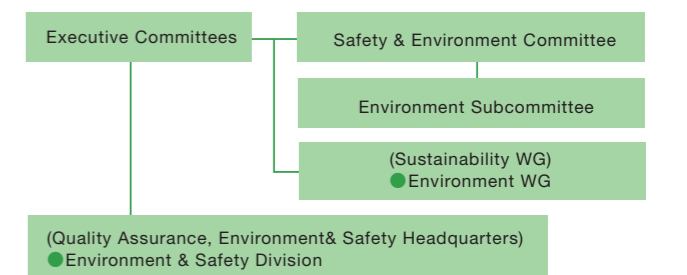 Executive Committees
Safety & Environment Committee
Environment Subcommittee
(Sustainability WG)
●Environment WG
(Quality Assurance, Environment& Safety Headquarters)
●Environment & Safety Division